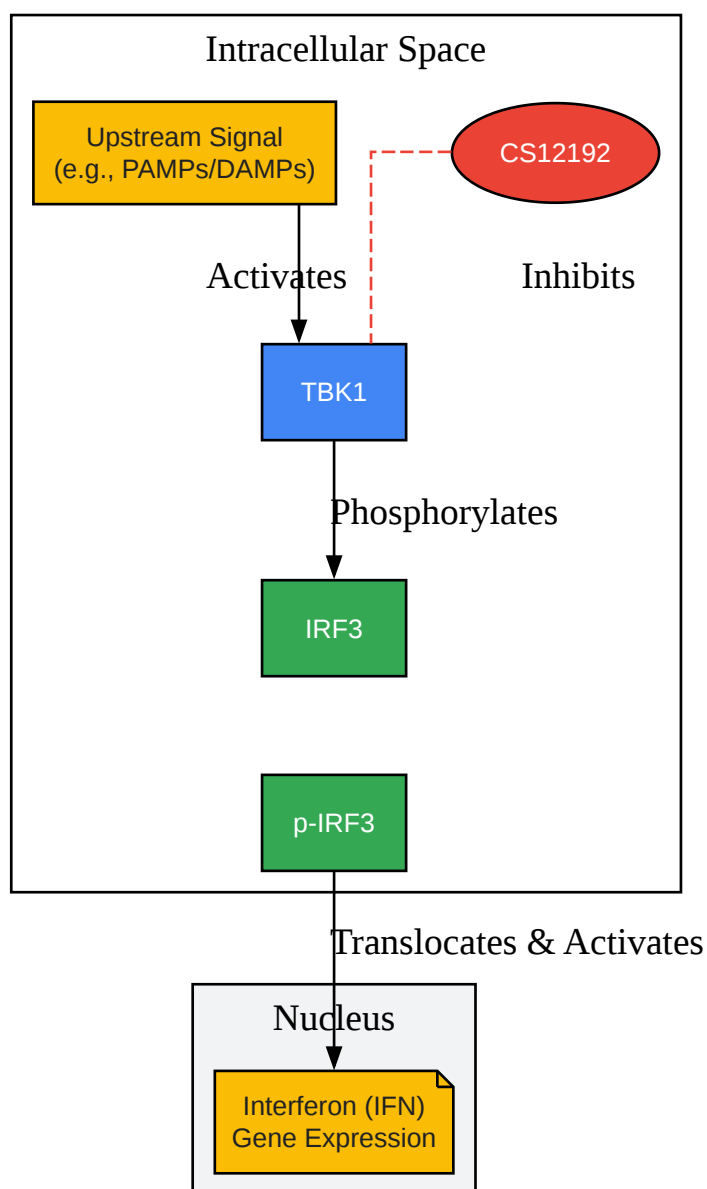 Intracellular Space
Upstream Signal
(e.g., PAMPs/DAMPs)
CS12192
Activates
Inhibits
TBK1
Phosphorylates
IRF3
p-IRF3
Translocates & Activates
Nucleus
Interferon (IFN)
Gene Expression